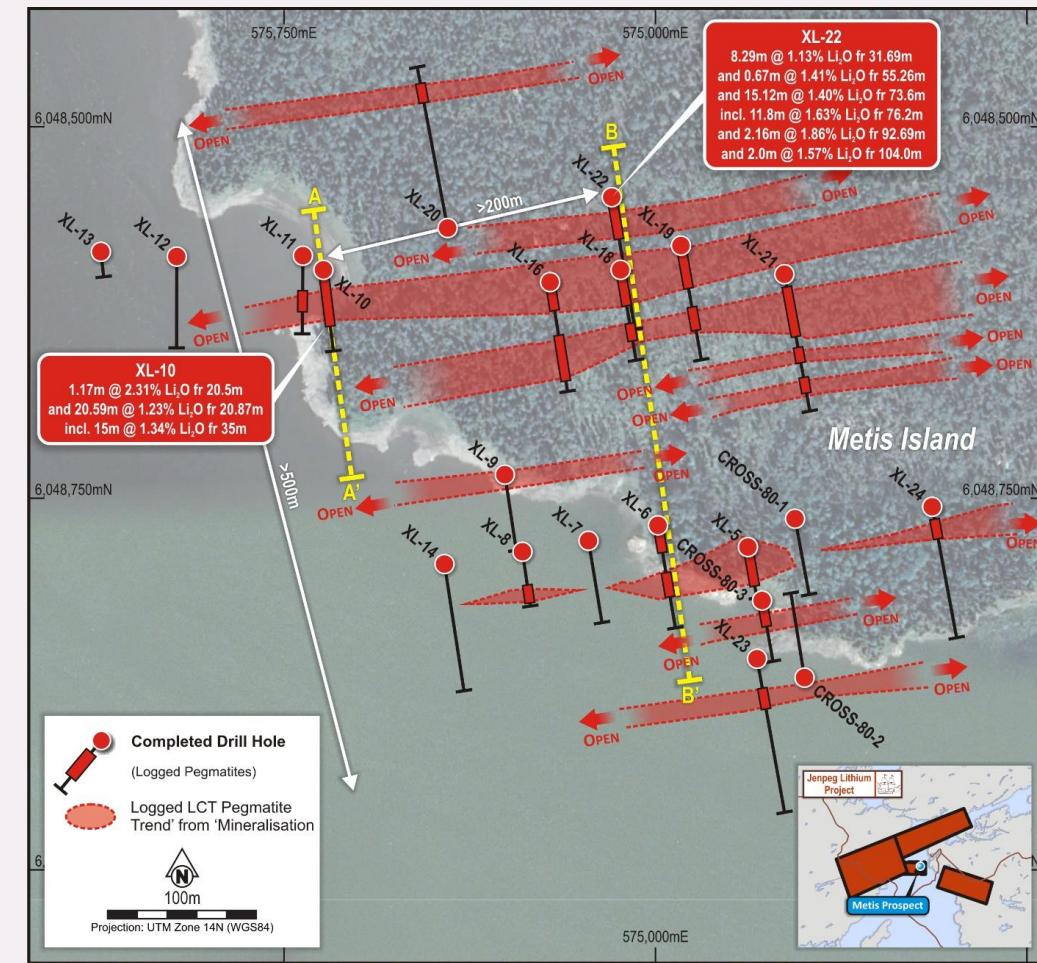 575,750mE
575,000mE
XL-22
8.29m @ 1.13% Li₂O fr 31.69m
and 0.67m @ 1.41% Li₂O fr 55.26m
and 15.12m @ 1.40% Li₂O fr 73.6m
incl. 11.8m @ 1.63% Li₂O fr 76.2m
and 2.16m @ 1.86% Li₂O fr 92.69m
and 2.0m @ 1.57% Li₂O fr 104.0m
6,048,500mN
6,048,500mN
OPEN
OPEN
B
A
XL-22
XL-20
>200m
OPEN
OPEN
XL-13
XL-12
XL-11
XL-10
XL-16
XL-18
XL-19
XL-21
OPEN
OPEN
OPEN
OPEN
XL-10
1.17m @ 2.31% Li₂O fr 20.5m
and 20.59m @ 1.23% Li₂O fr 20.87m
incl. 15m @ 1.34% Li₂O fr 35m
OPEN
OPEN
OPEN
OPEN
OPEN
Metis Island
>500m
A'
XL-9
OPEN
OPEN
6,048,750mN
6,048,750mN
CROSS-80-1
XL-24
OPEN
XL-14
XL-8
XL-7
XL-6
XL-5
CROSS-80-3
OPEN
OPEN
XL-23
B'
CROSS-80-2
OPEN
OPEN
Completed Drill Hole
(Logged Pegmatites)
Logged LCT Pegmatite
Trend' from 'Mineralisation
N
100m
Projection: UTM Zone 14N (WGS84)
6,
575,000mE
Jenpeg Lithium
Project
Metis Prospect